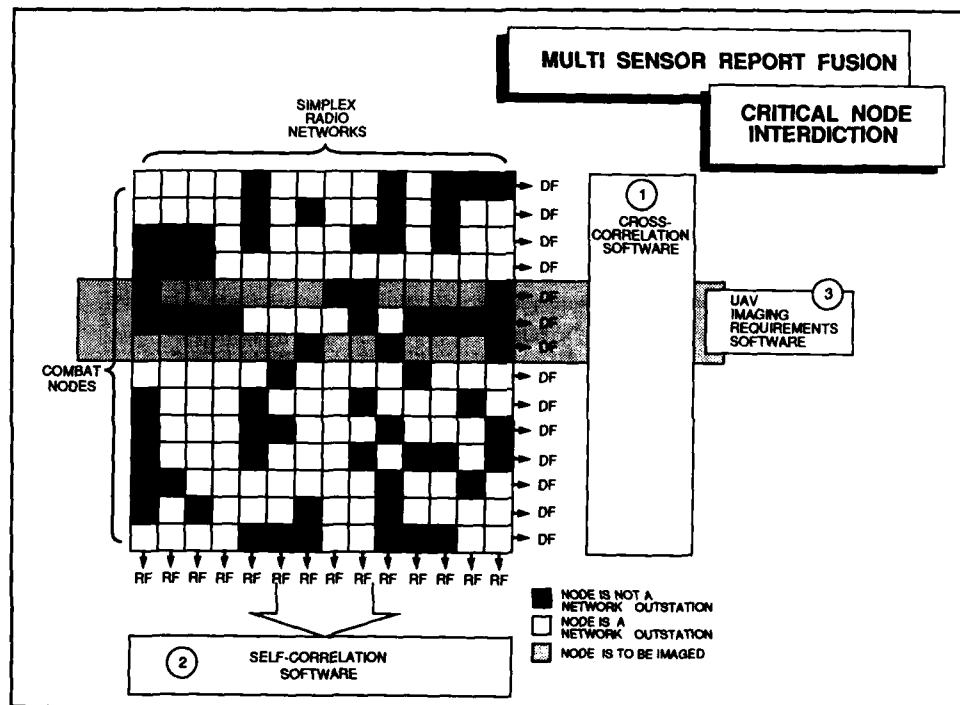 MULTI SENSOR REPORT FUSION
CRITICAL NODE
INTERDICTION
SIMPLEX
RADIO
NETWORKS
COMBAT
NODES
DF
DF
DF
DF
DF
DF
DF
DF
DF
DF
DF
DF
DF
DF
1
CROSS-
CORRELATION
SOFTWARE
3
UAV
IMAGING
REQUIREMENTS
SOFTWARE
RF RF RF RF RF RF RF RF RF RF RF RF RF RF
NODE IS NOT A
NETWORK OUTSTATION
NODE IS A
NETWORK OUTSTATION
NODE IS TO BE IMAGED
2
SELF-CORRELATION
SOFTWARE